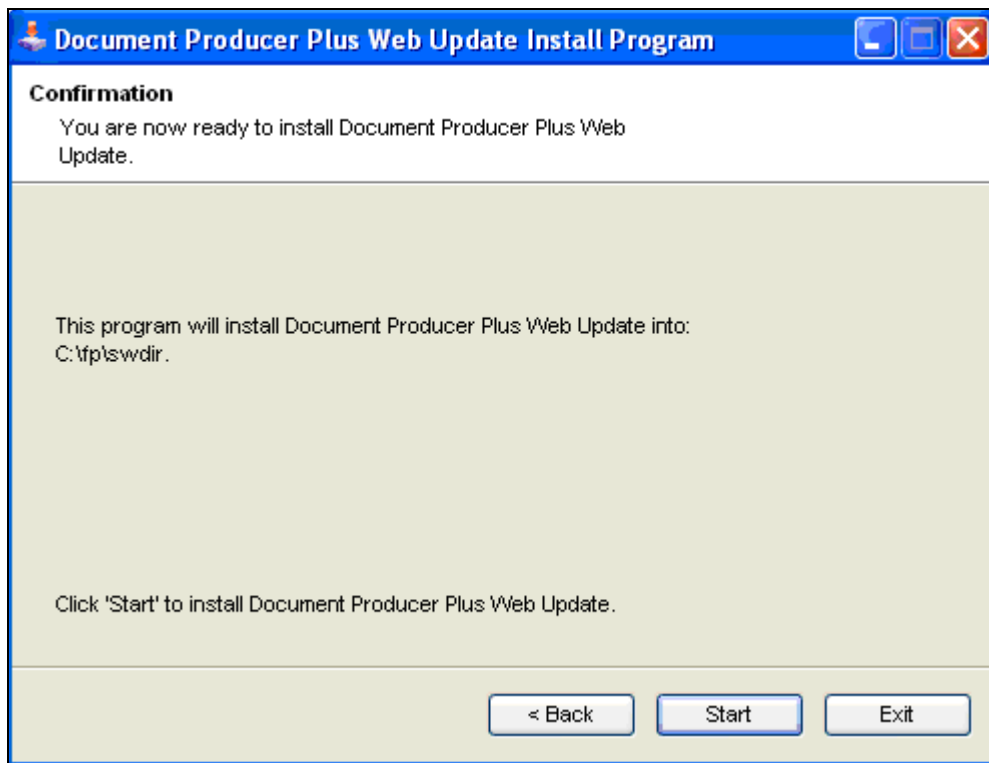 Document Producer Plus Web Update Install Program
Confirmation
You are now ready to install Document Producer Plus Web
Update.
This program will install Document Producer Plus Web Update into:
C:\fp\swdir.
Click 'Start' to install Document Producer Plus Web Update.
< Back
Start
Exit